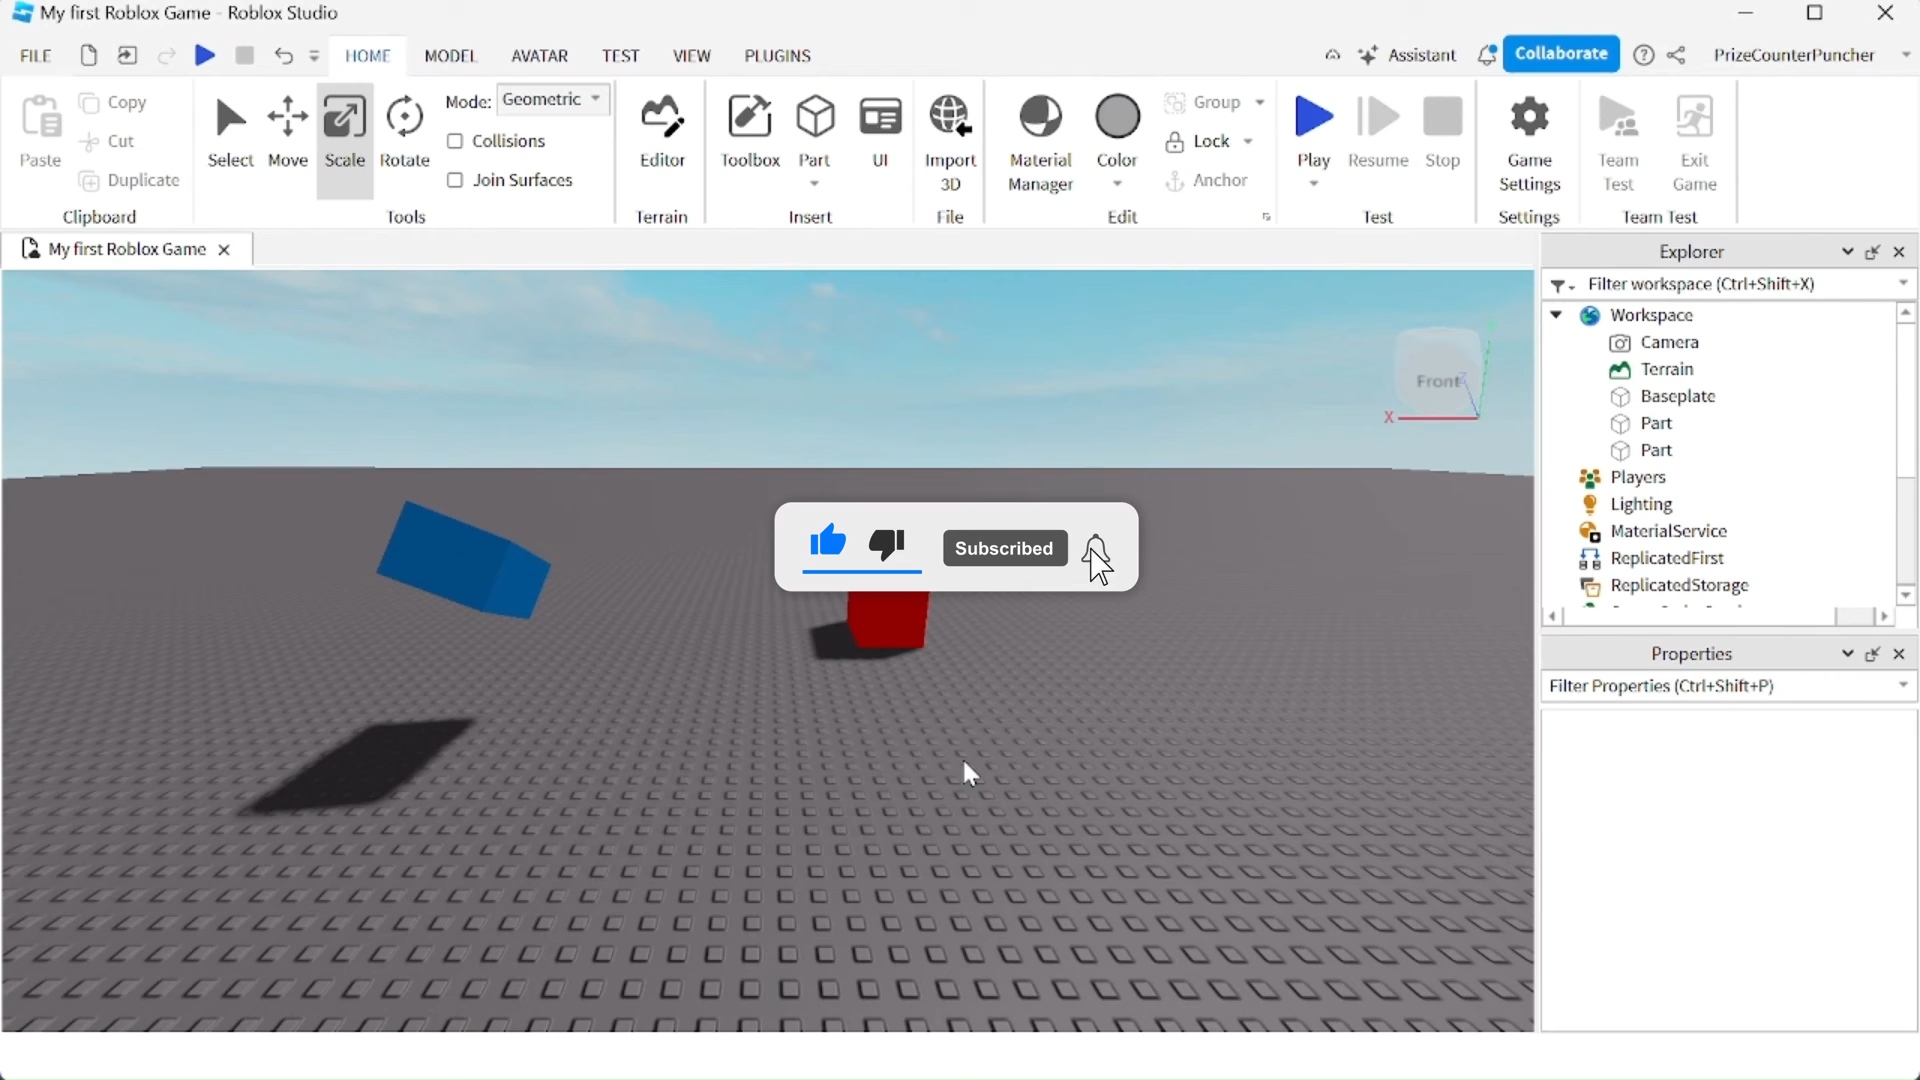 My first Roblox Game - Roblox Studio
FILE HOME MODEL AVATAR TEST VIEW PLUGINS Assistant Collaborate PrizeCounterPuncher
Paste
Copy
Cut
Duplicate
Clipboard
Select Move Scale Rotate
Mode: Geometric
Collisions
Join Surfaces
Tools
Editor
Terrain
Toolbox Part UI
Insert
Import
3D
File
Material
Manager
Color
Group
Lock
Anchor
Edit
Play Resume Stop
Test
Game
Settings
Settings
Team
Test
Exit
Game
Team Test
My first Roblox Game
Front
X
Subscribed
Explorer
Filter workspace (Ctrl+Shift+X)
Workspace
Camera
Terrain
Baseplate
Part
Part
Players
Lighting
MaterialService
ReplicatedFirst
ReplicatedStorage
Properties
Filter Properties (Ctrl+Shift+P)